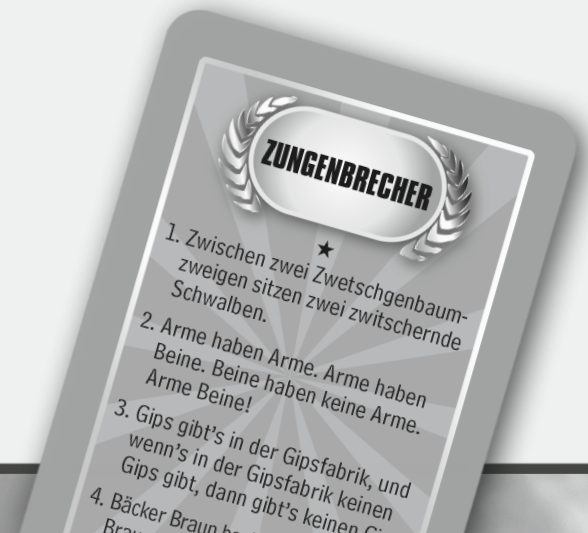 ZUNGENBRECHER
1. Zwischen zwei Zwetschgenbaum-
zweigen sitzen zwei zwitschernde
Schwalben.
2. Arme haben Arme. Arme haben
Beine. Beine haben keine Arme.
Arme Beine!
3. Gips gibt's in der Gipsfabrik, und
wenn's in der Gipsfabrik keinen
Gips gibt, dann gibt's keinen
4. Bäcker Braun